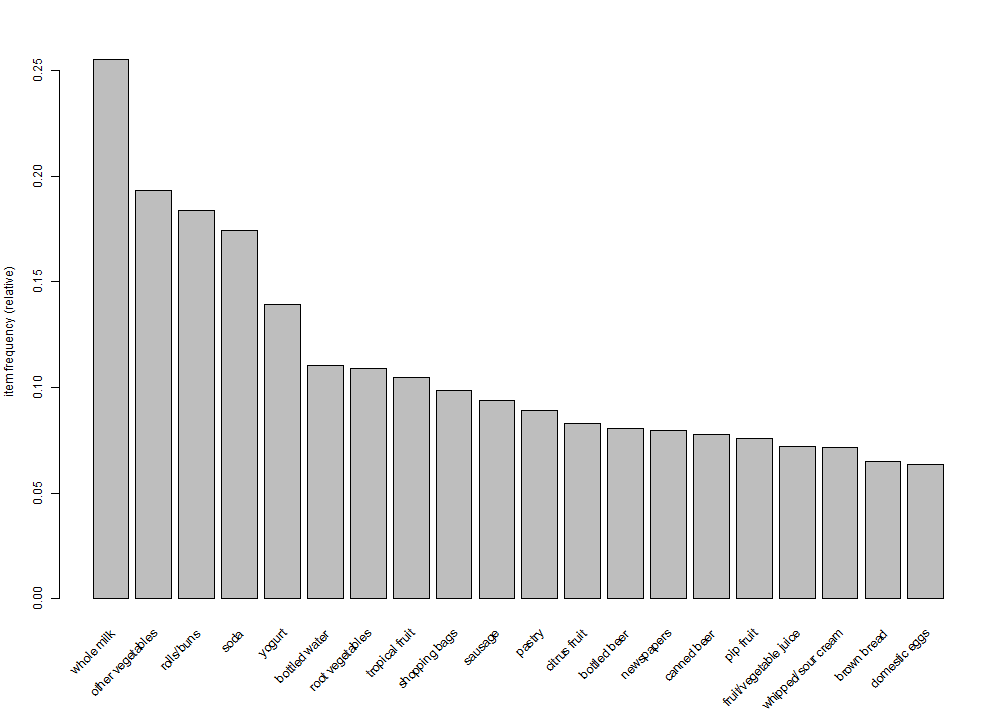 item frequency (relative)
0.25
0.20
0.15
0.10
0.05
0.00
whole milk
other vegetables
rolls/buns
soda
yogurt
bottled water
root vegetables
tropical fruit
shopping bags
sausage
pastry
citrus fruit
bottled beer
newspapers
canned beer
pip fruit
fruit/vegetable juice
whipped/sour cream
brown bread
domestic eggs